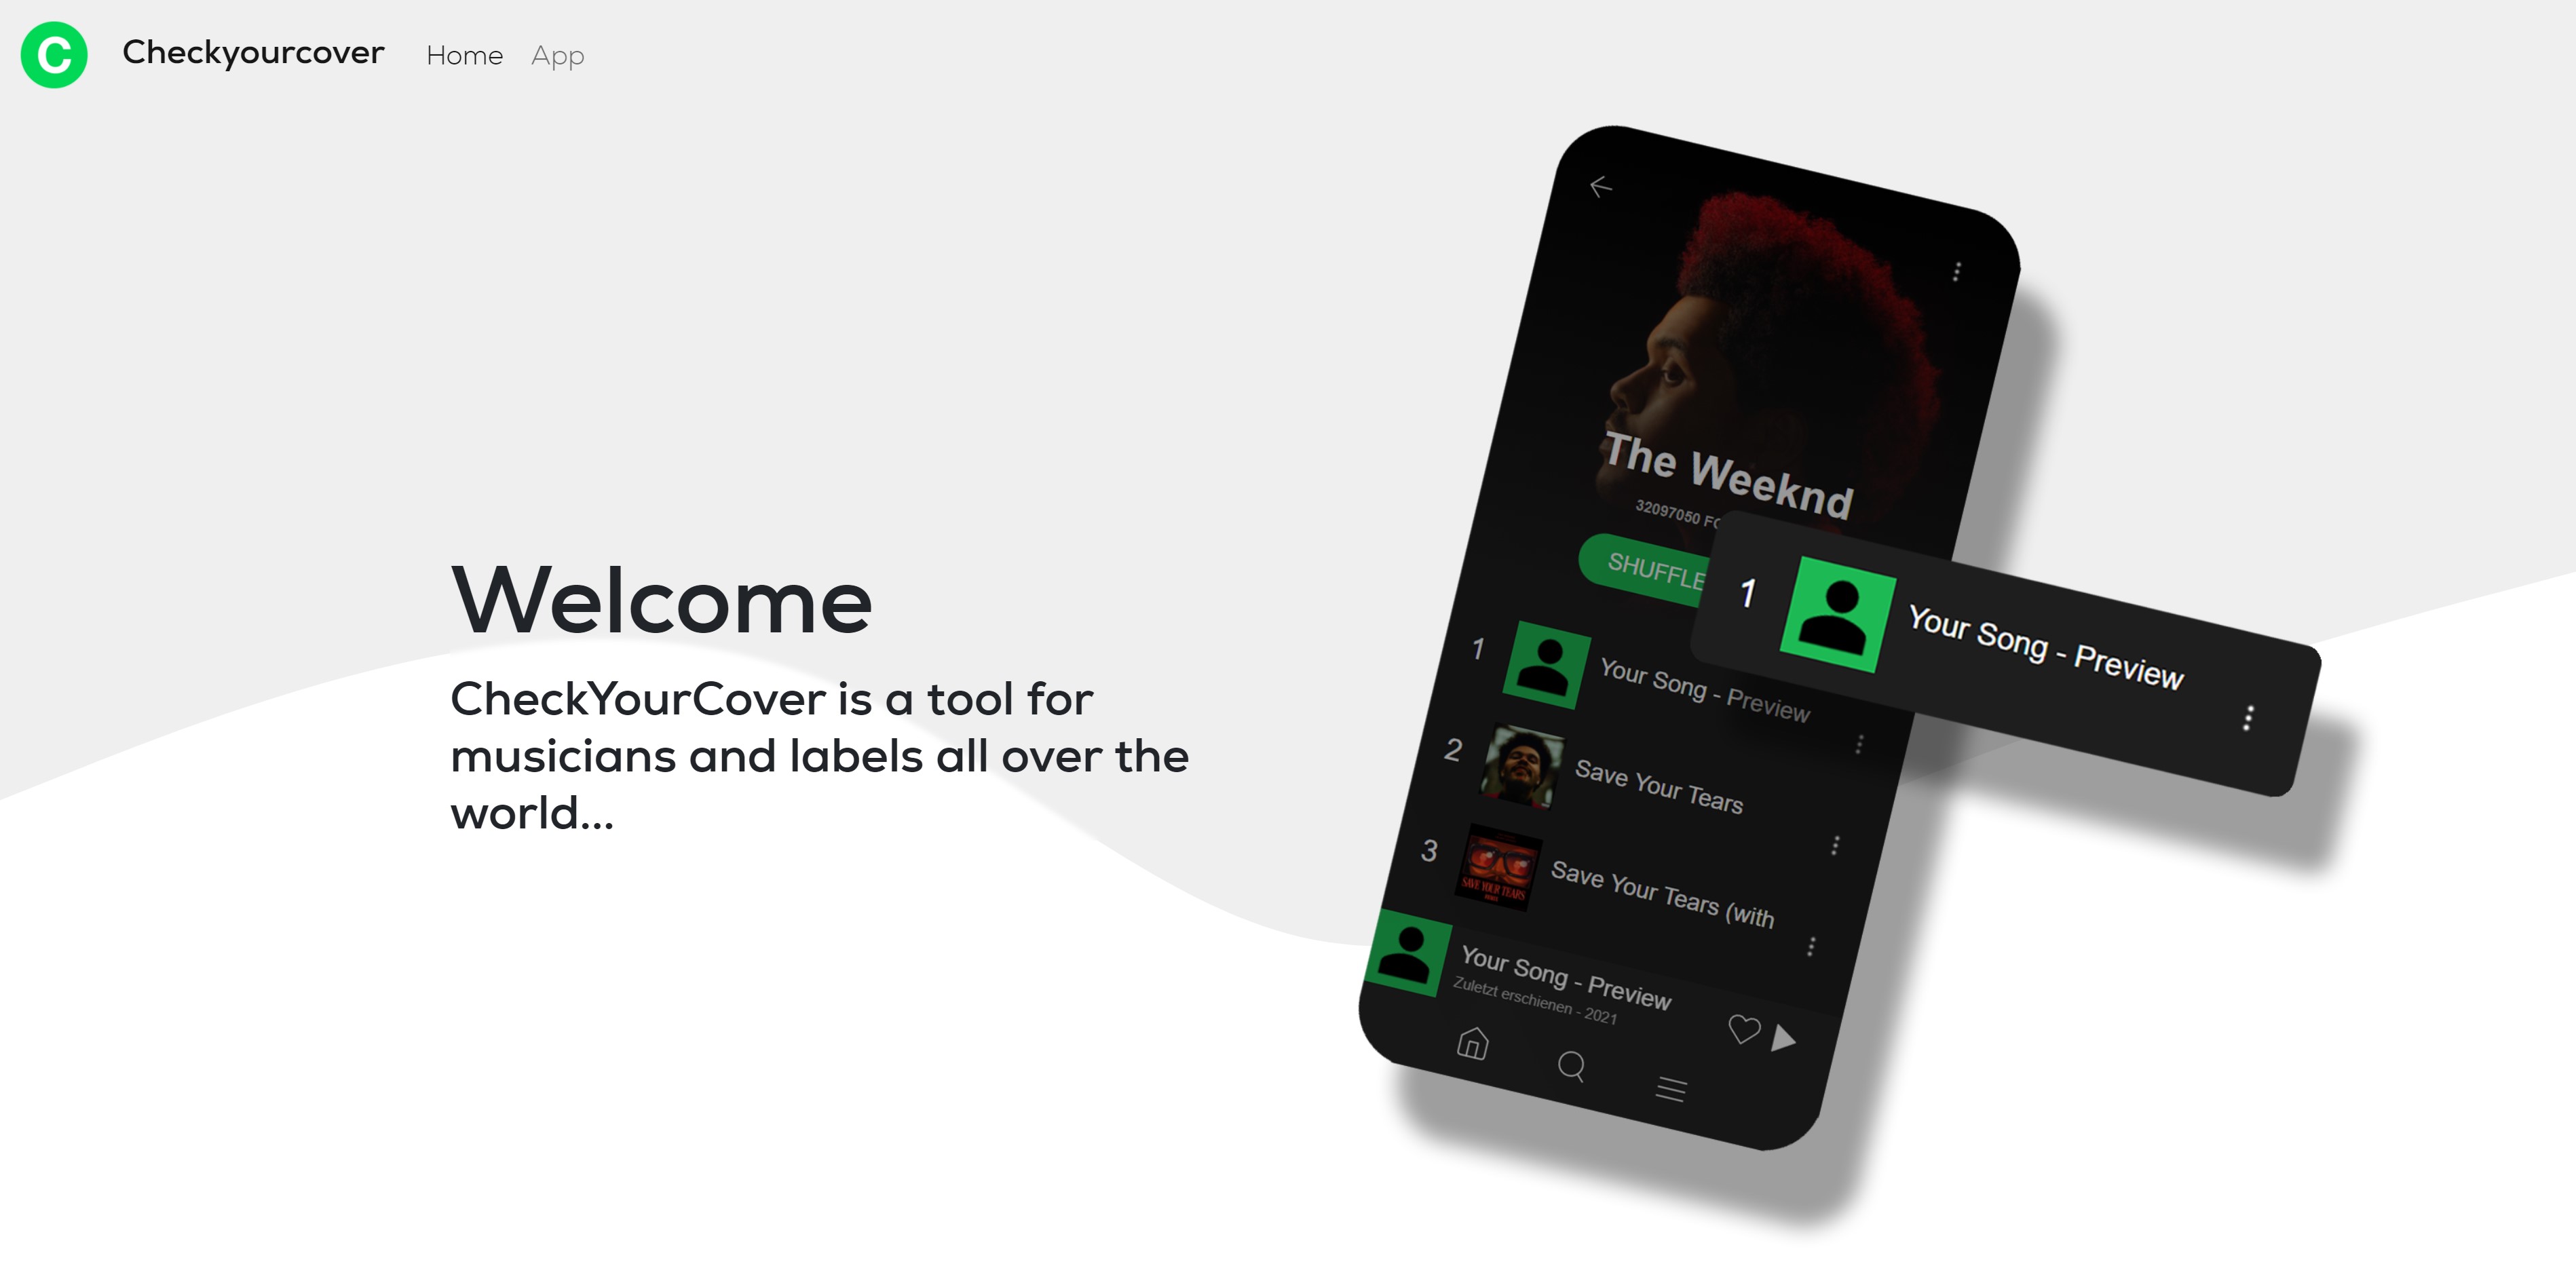 C Checkyourcover Home App
Welcome
CheckYourCover is a tool for
musicians and labels all over the
world...
The Weeknd
32097050
SHUFFLE
1 Your Song - Preview
1 Your Song - Preview
2 Save Your Tears
3 Save Your Tears (with
SAVE YOUR TEARS
Your Song - Preview
Zuletzt erschienen - 2021